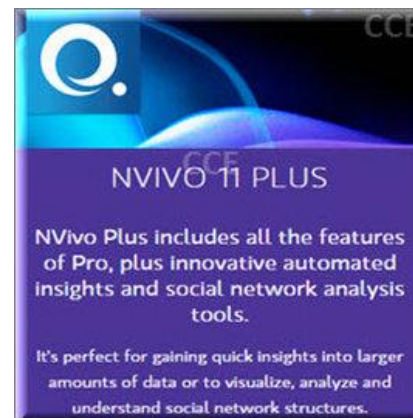 CCE
Q.
CCE
NVIVO 11 PLUS
NVivo Plus includes all the features
of Pro, plus innovative automated
insights and social network analysis
tools.
It's perfect for gaining quick insights into larger
amounts of data or to visualize, analyze and
understand social network structures.